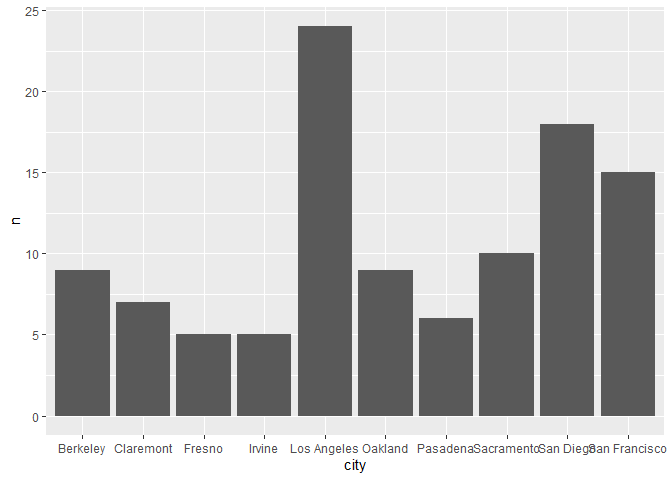 25
20
15
10
5
0
n
Berkeley Claremont Fresno Irvine Los Angeles Oakland Pasadena Sacramento San Diego San Francisco
city